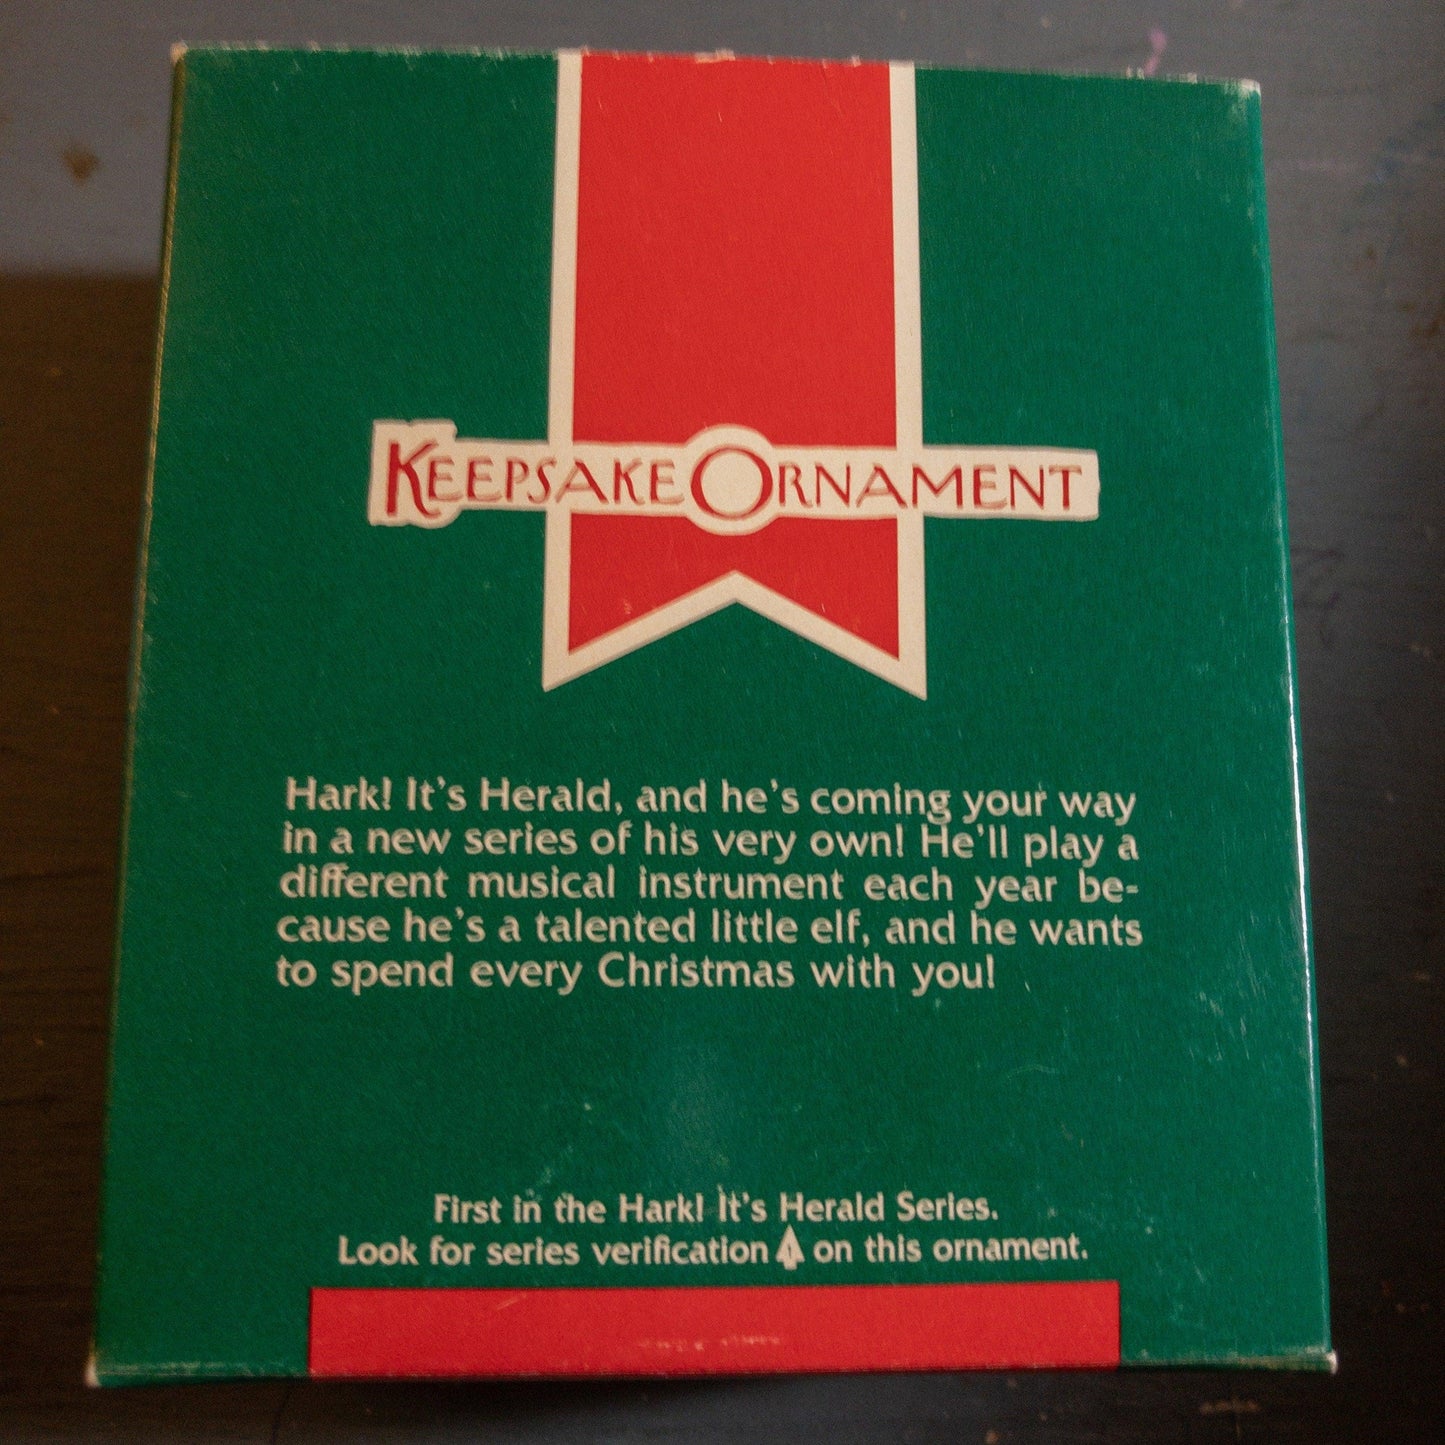 KEEPSAKE ORNAMENT
Hark! It's Herald, and he's coming your way
in a new series of his very own! He'll play a
different musical instrument each year be-
cause he's a talented little elf, and he wants
to spend every Christmas with you!
First in the Hark! It's Herald Series.
Look for series verification 1 on this ornament.